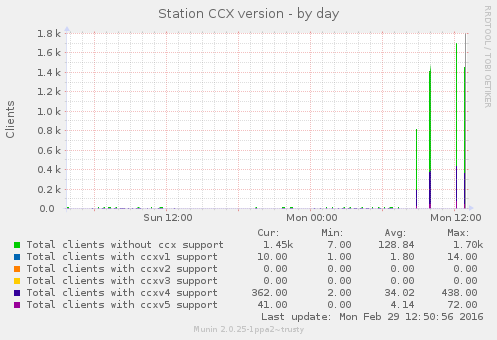 Station CCX version - by day
RRDTOOL / TOBI OETIKER
Clients
1.8 k
1.6 k
1.4 k
1.2 k
1.0 k
0.8 k
0.6 k
0.4 k
0.2 k
0.0
Sun 12:00 Mon 00:00 Mon 12:00
Cur: Min: Avg: Max:
Total clients without ccx support 1.45k 7.00 128.84 1.70k
Total clients with ccxv1 support 10.00 1.00 1.80 14.00
Total clients with ccxv2 support 0.00 0.00 0.00 0.00
Total clients with ccxv3 support 0.00 0.00 0.00 0.00
Total clients with ccxv4 support 362.00 2.00 34.02 438.00
Total clients with ccxv5 support 41.00 0.00 4.14 72.00
Last update: Mon Feb 29 12:50:56 2016
Munin 2.0.25-1ppa2~trusty